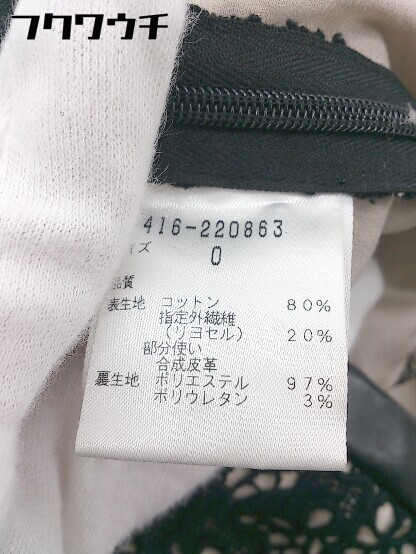 フクワウチ
416-220863
イズ 0
品質
表生地 コットン 80%
指定外繊維
(リヨセル) 20%
部分使い
合成皮革
裏生地 ポリエステル 97%
ポリウレタン 3%